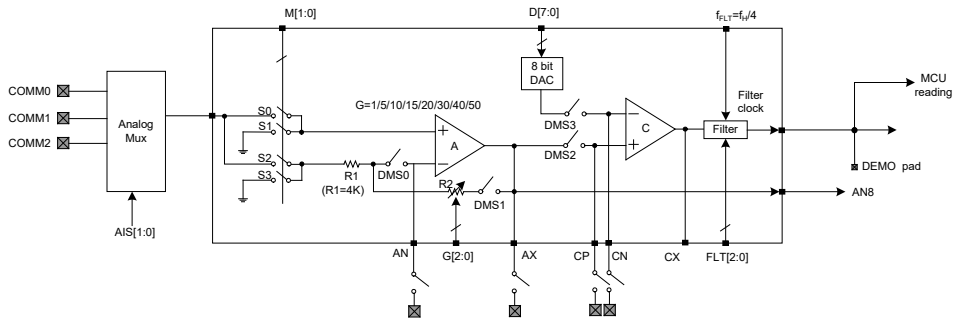 M[1:0]
D[7:0]
fFLT=fH/4
COMM0
COMM1
COMM2
Analog
Mux
AIS[1:0]
S0
S1
S2
S3
G=1/5/10/15/20/30/40/50
R1
(R1=4K)
DMS0
A
R2
DMS1
8 bit
DAC
DMS3
DMS2
C
Filter
clock
Filter
MCU
reading
DEMO pad
AN8
AN
G[2:0]
AX
CP
CN
CX
FLT[2:0]